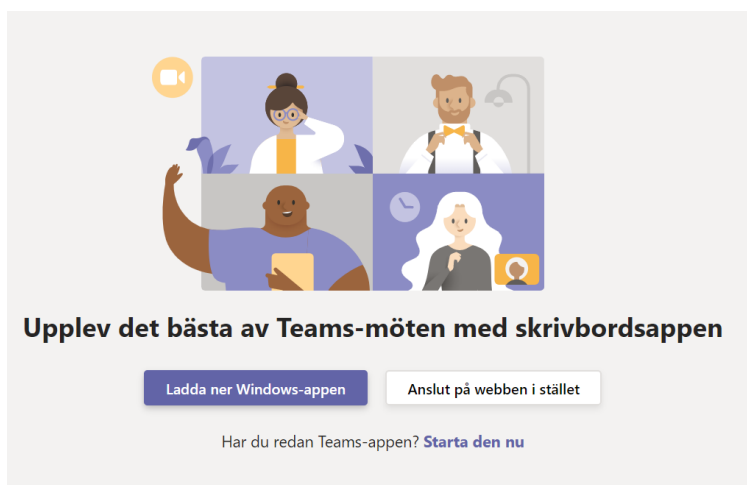 Upplev det bästa av Teams-möten med skrivbordsappen
Ladda ner Windows-appen
Anslut på webben i stället
Har du redan Teams-appen? Starta den nu